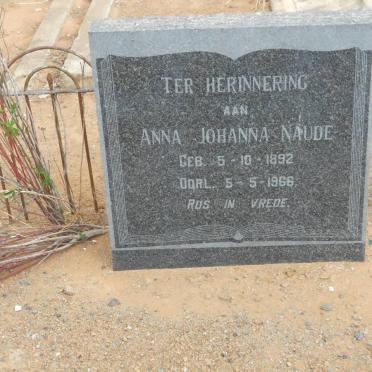 TER HERINNERING
AAN
ANNA JOHANNA NAUDE
GEB. 5-10-1892
OORL. 5-5-1966
RUS IN VREDE.